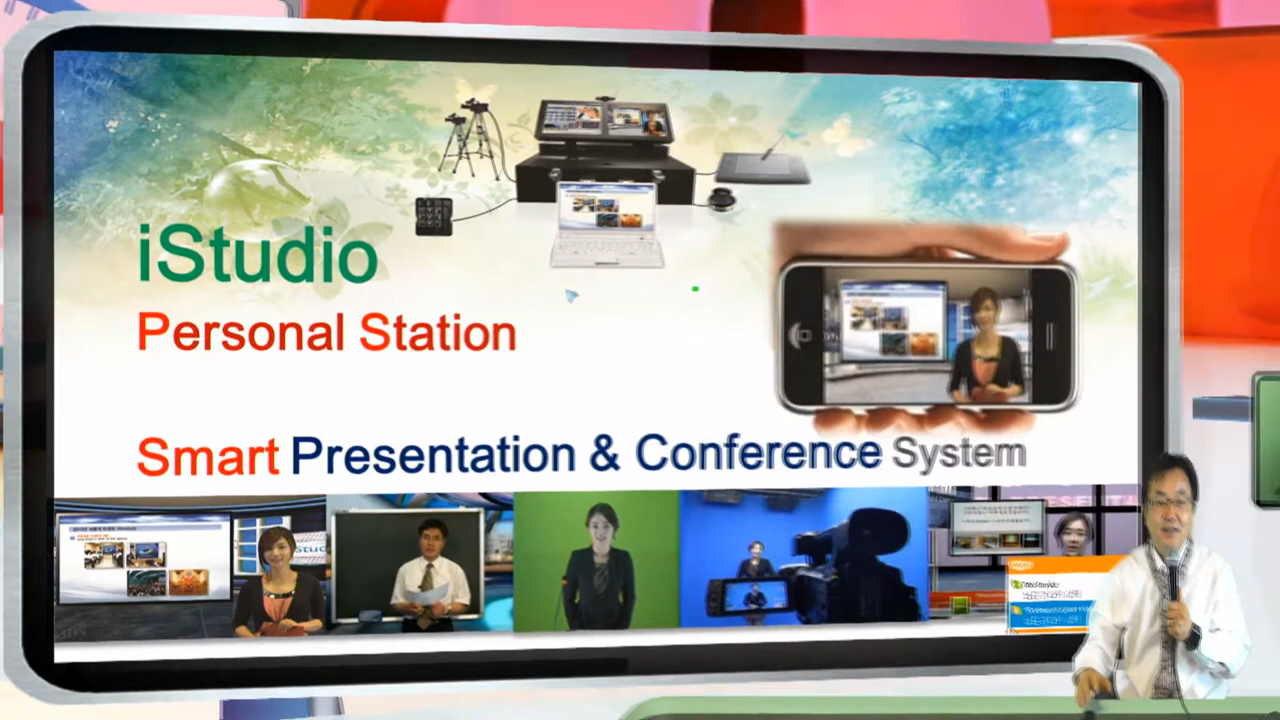 iStudio
Personal Station
Smart Presentation & Conference System